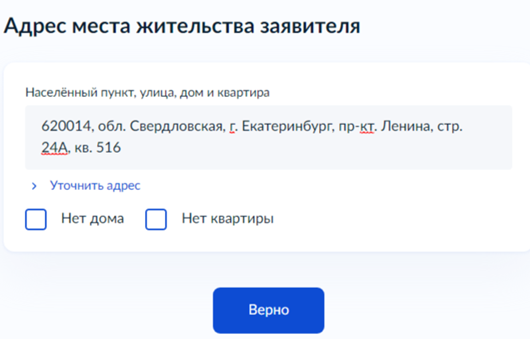 Адрес места жительства заявителя
Населённый пункт, улица, дом и квартира
620014, обл. Свердловская, г. Екатеринбург, пр-кт. Ленина, стр.
24А, кв. 516
Уточнить адрес
Нет дома Нет квартиры
Верно